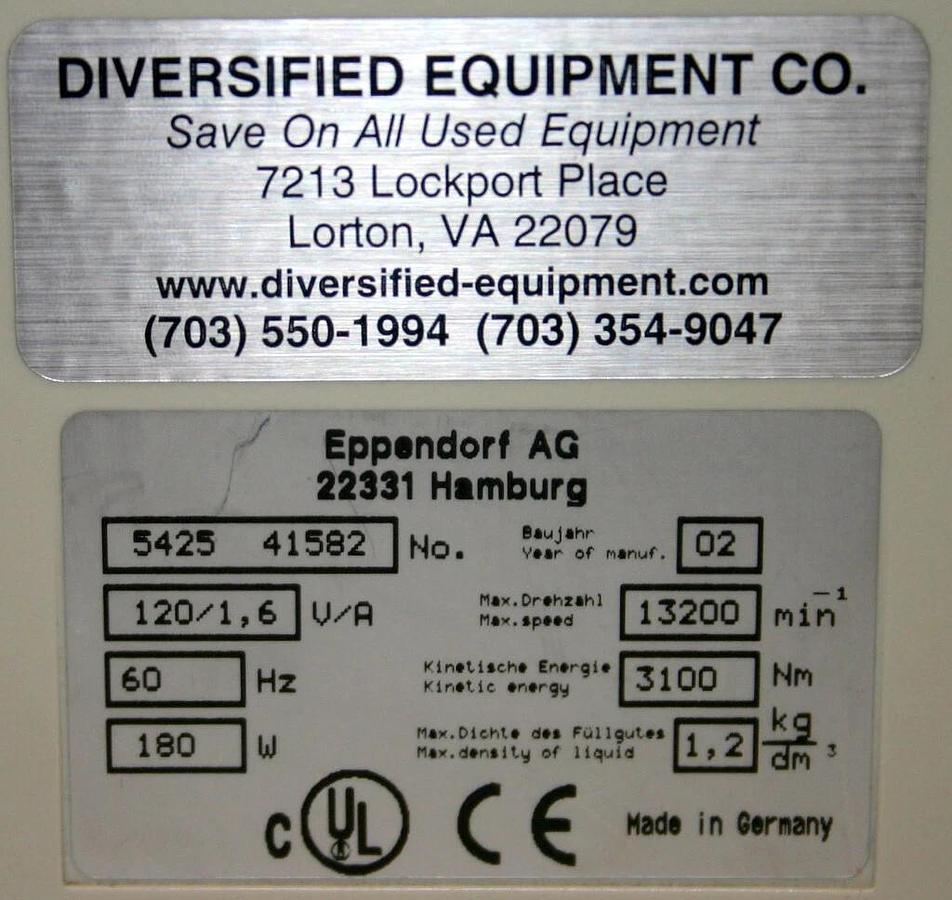 DIVERSIFIED EQUIPMENT CO.
Save On All Used Equipment
7213 Lockport Place
Lorton, VA 22079
www.diversified-equipment.com
(703) 550-1994 (703) 354-9047
Eppendorf AG
22331 Hamburg
5425 41582 No.
Baujahr
Year of manuf. 02
120/1,6 V/A
Max.Drehzahl
Max.speed 13200 min⁻¹
60 Hz
Kinetische Energie
Kinetic energy 3100 Nm
180 W
Max.Dichte des Füllgutes
Max.density of liquid 1,2 kg/dm³
c UL CE Made in Germany